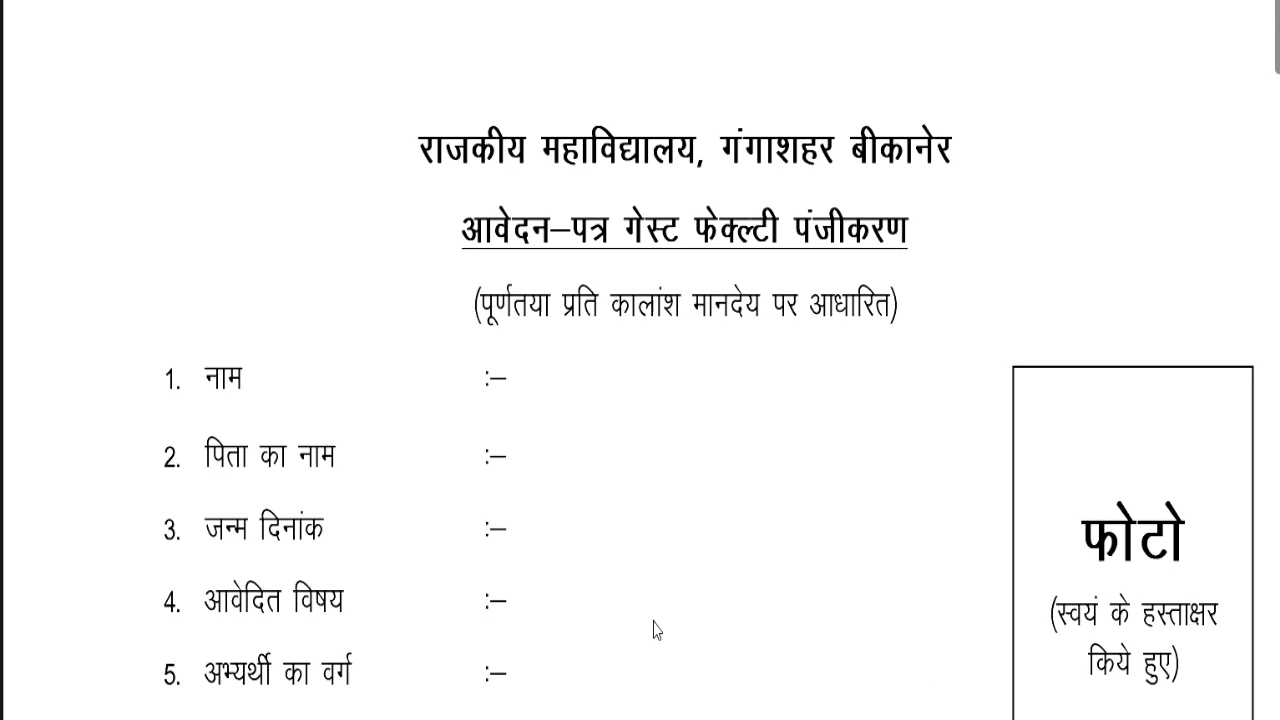 राजकीय महाविद्यालय, गंगाशहर बीकानेर
आवेदन–पत्र गेस्ट फेक्ल्टी पंजीकरण
(पूर्णतया प्रति कालांश मानदेय पर आधारित)
1. नाम :–
2. पिता का नाम :–
3. जन्म दिनांक :–
4. आवेदित विषय :–
5. अभ्यर्थी का वर्ग :–
फोटो
(स्वयं के हस्ताक्षर
किये हुए)